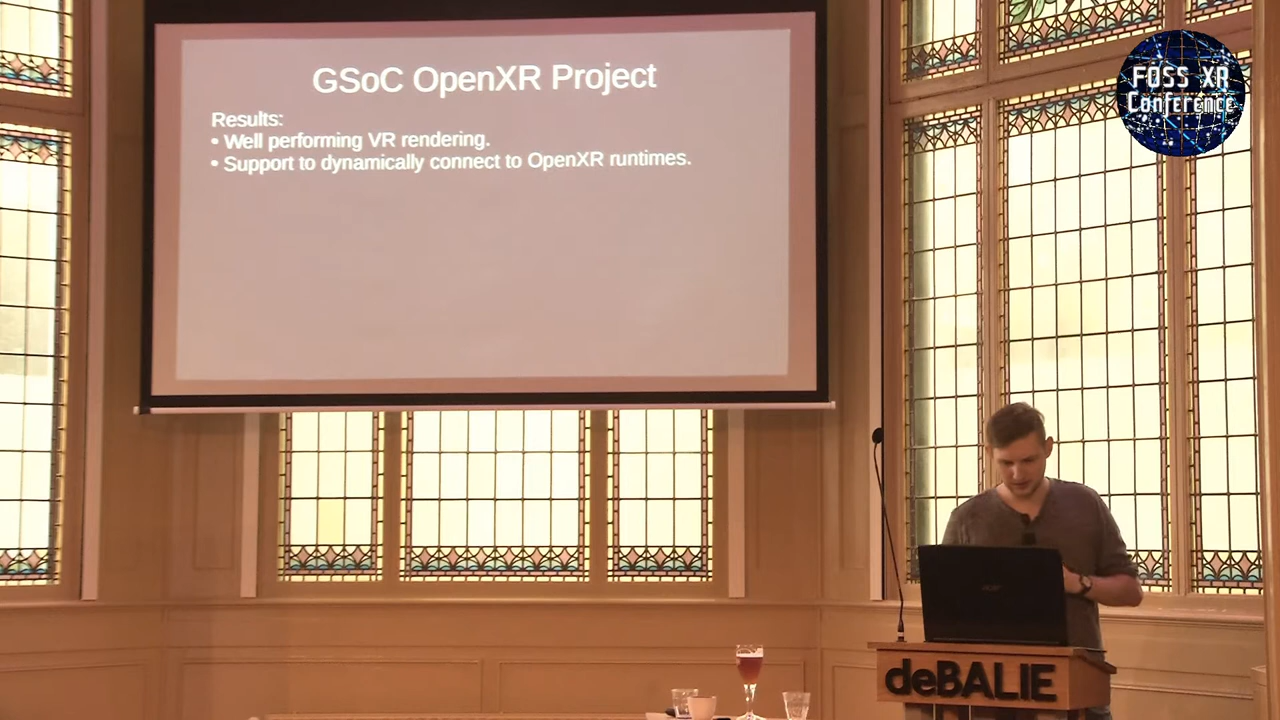 GSoC OpenXR Project
Results:
• Well performing VR rendering.
• Support to dynamically connect to OpenXR runtimes.
FOSS XR
Conference
acer
deBALIE